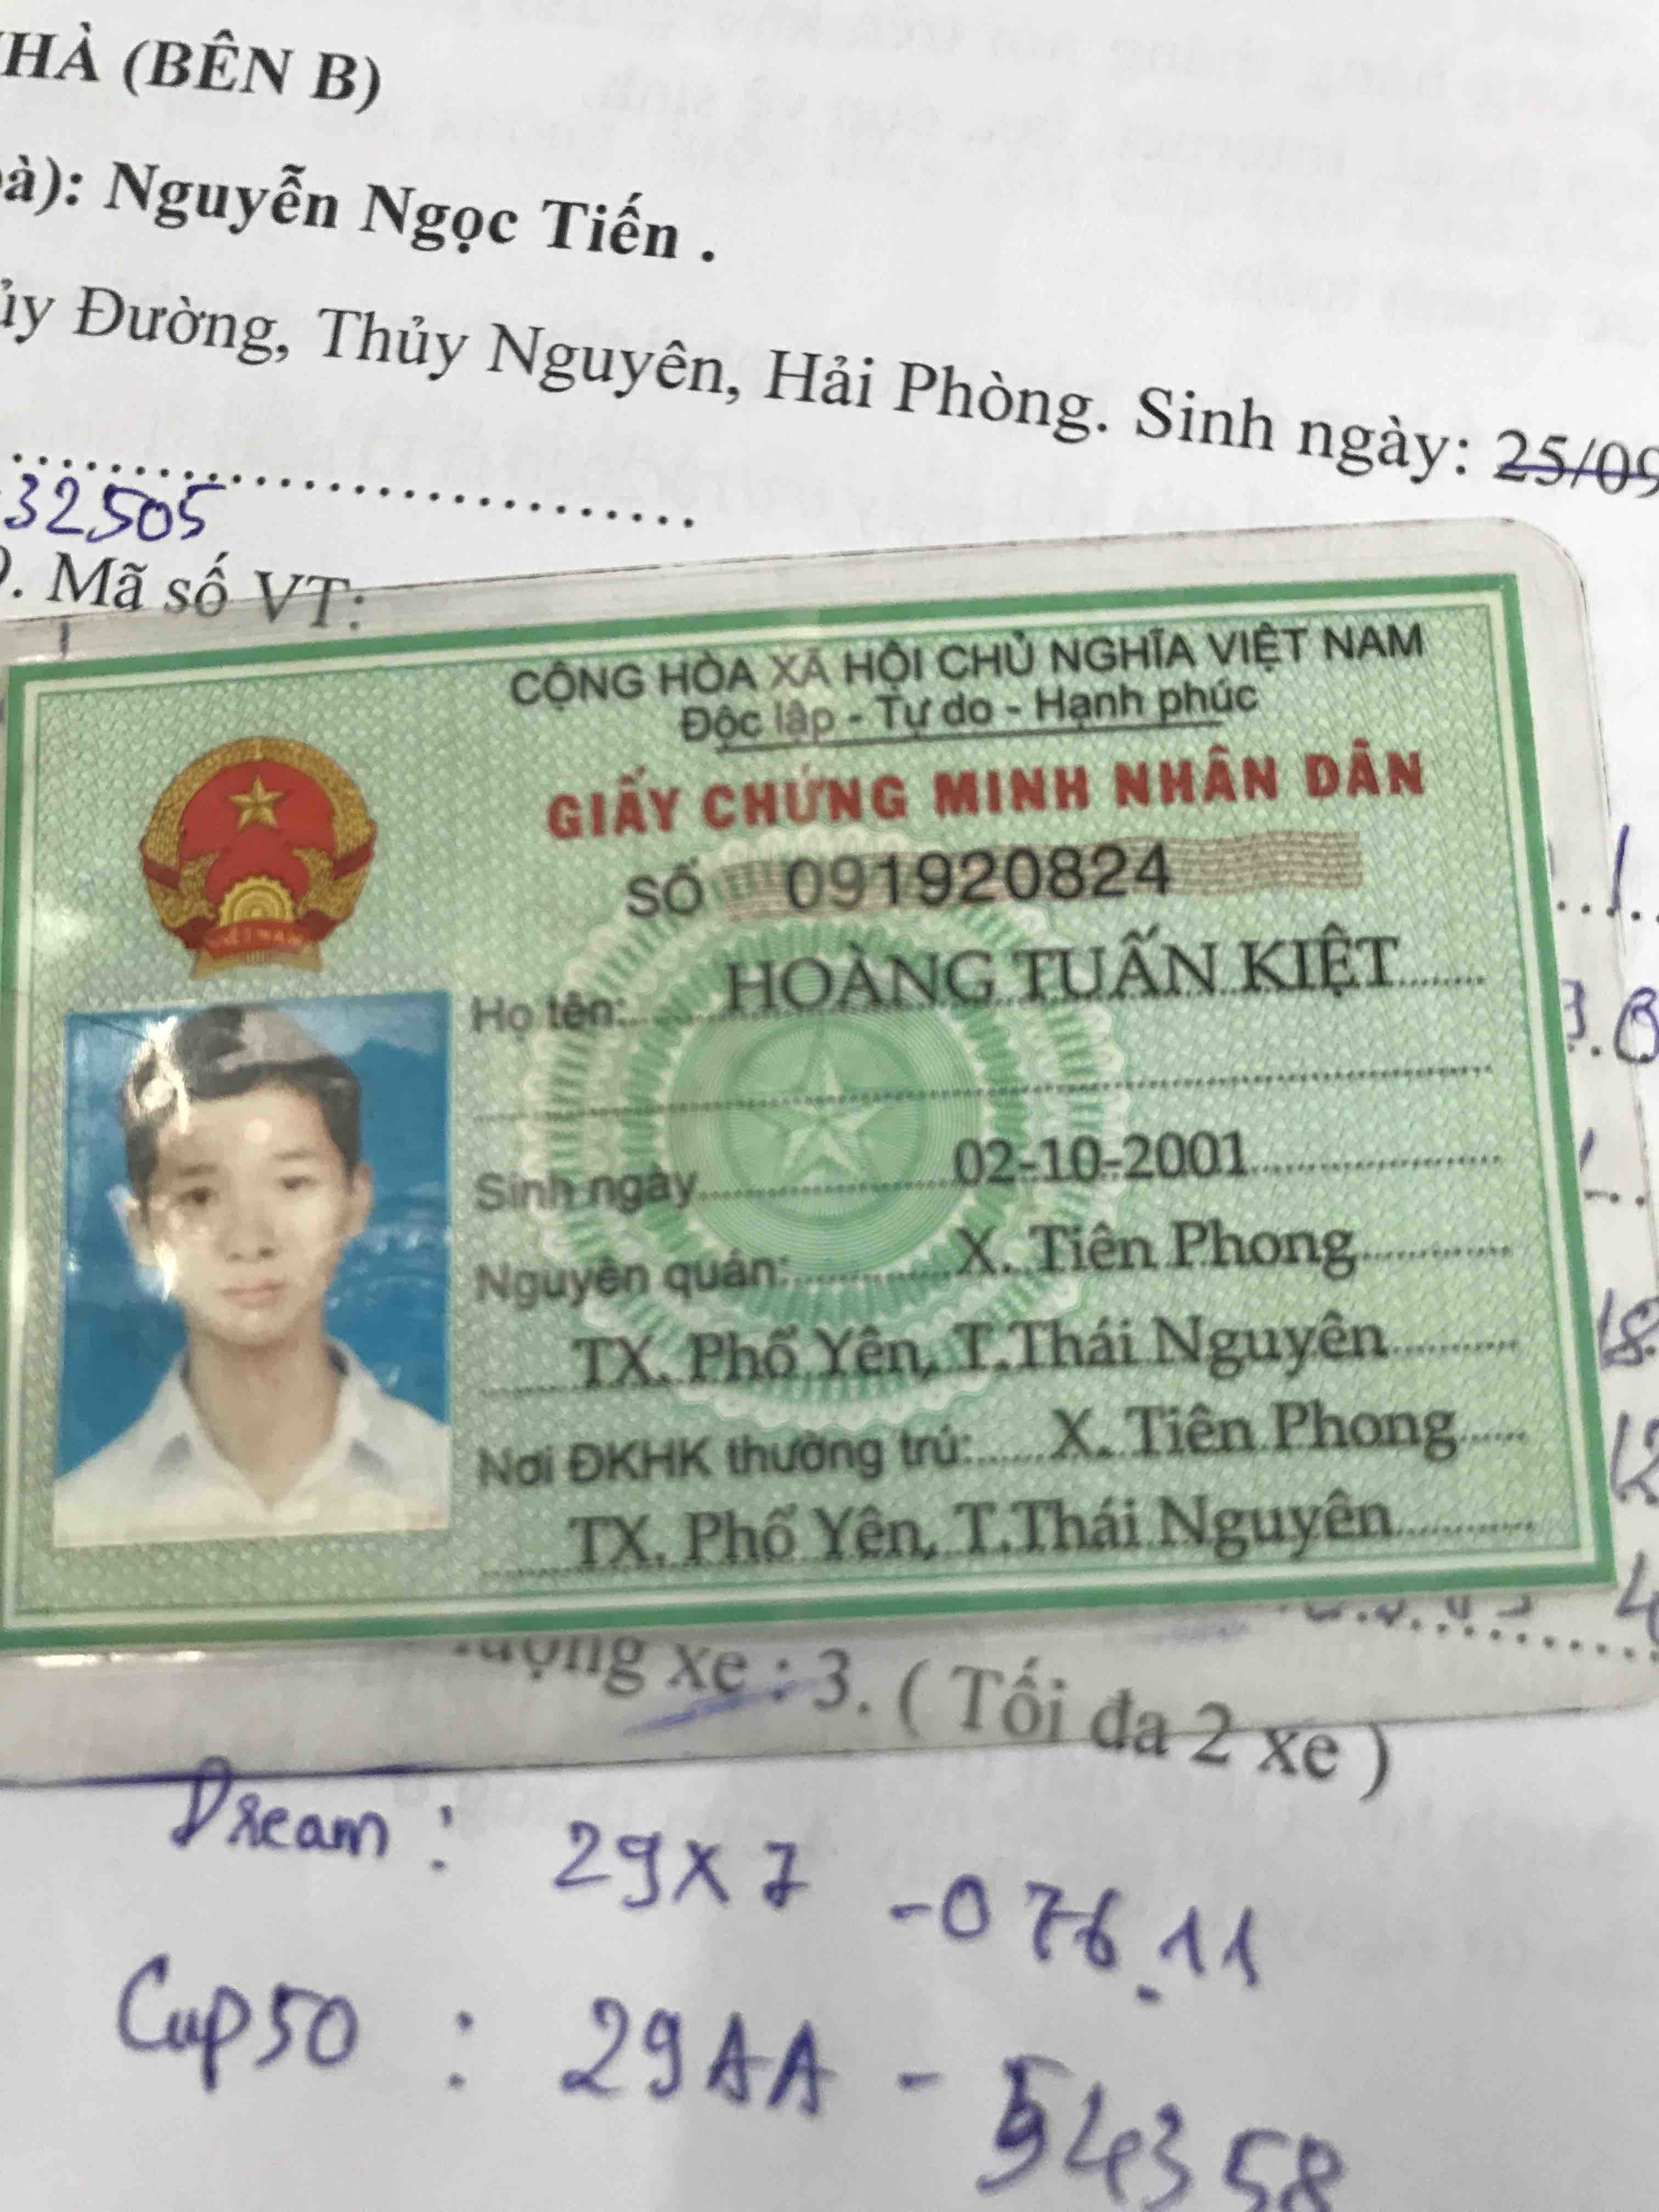 HÀ (BÊN B)
à): Nguyễn Ngọc Tiến .
ủy Đường, Thủy Nguyên, Hải Phòng. Sinh ngày: 25/09
32505
. Mã số VT:
CỘNG HÒA XÃ HỘI CHỦ NGHĨA VIỆT NAM
Độc lập - Tự do - Hạnh phúc
GIẤY CHỨNG MINH NHÂN DÂN
SỐ 091920824
Họ tên: HOÀNG TUẤN KIỆT
Sinh ngày 02-10-2001
Nguyên quán: X. Tiên Phong
TX. Phổ Yên, T.Thái Nguyên
Nơi ĐKHK thường trú: X. Tiên Phong
TX. Phổ Yên, T.Thái Nguyên
ượng xe : 3. ( Tối đa 2 xe )
Dream : 29X7 - 076.11
Cup50 : 29AA - 54358